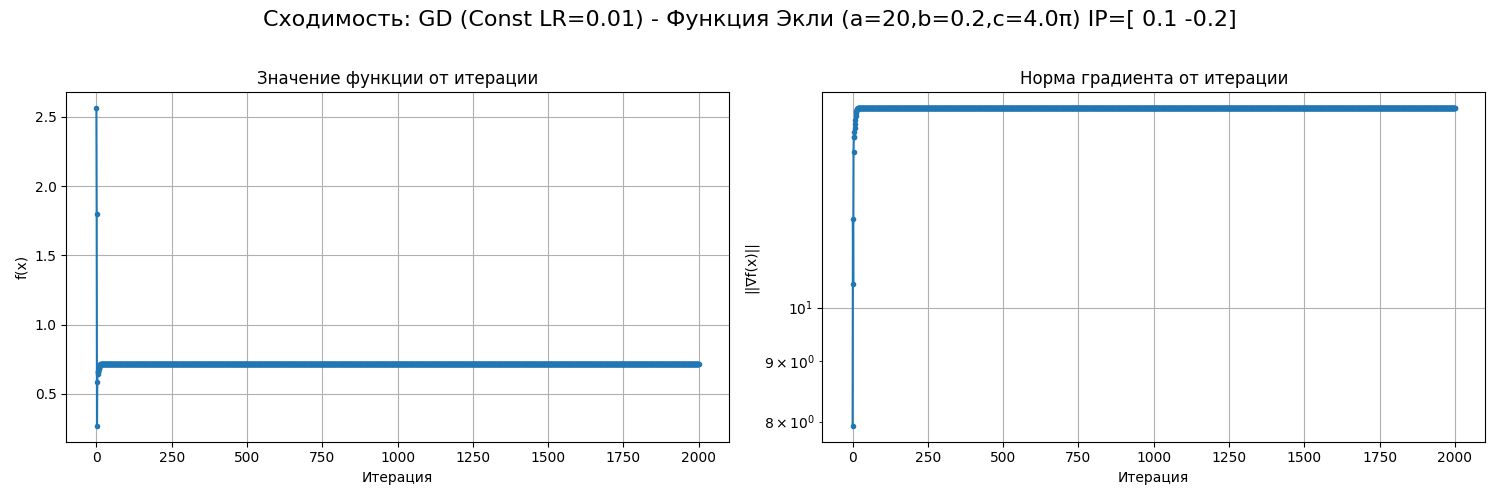 Сходимость: GD (Const LR=0.01) - Функция Экли (a=20,b=0.2,c=4.0π) IP=[ 0.1 -0.2]
Значение функции от итерации
f(x)
2.5
2.0
1.5
1.0
0.5
0 250 500 750 1000 1250 1500 1750 2000
Итерация
Норма градиента от итерации
||∇f(x)||
10¹
9 × 10⁰
8 × 10⁰
0 250 500 750 1000 1250 1500 1750 2000
Итерация